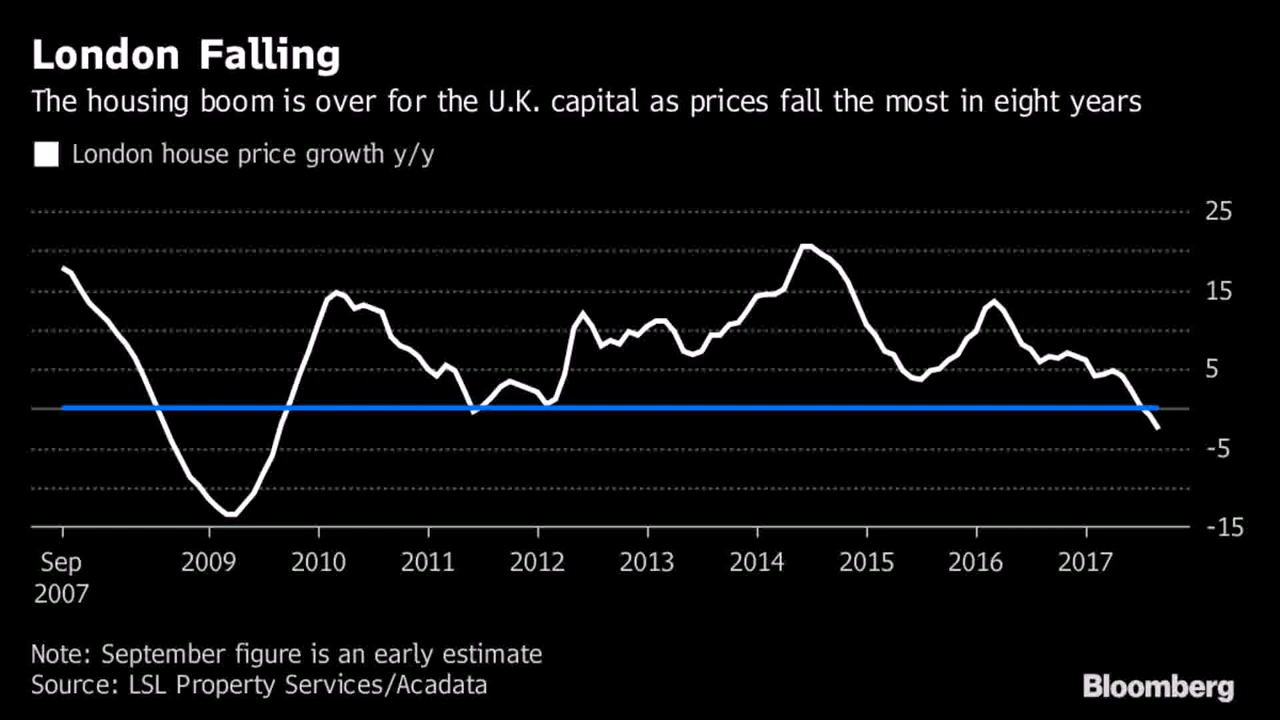 London Falling
The housing boom is over for the U.K. capital as prices fall the most in eight years
London house price growth y/y
25
15
5
-5
-15
Sep 2009 2010 2011 2012 2013 2014 2015 2016 2017
2007
Note: September figure is an early estimate
Source: LSL Property Services/Acadata
Bloomberg